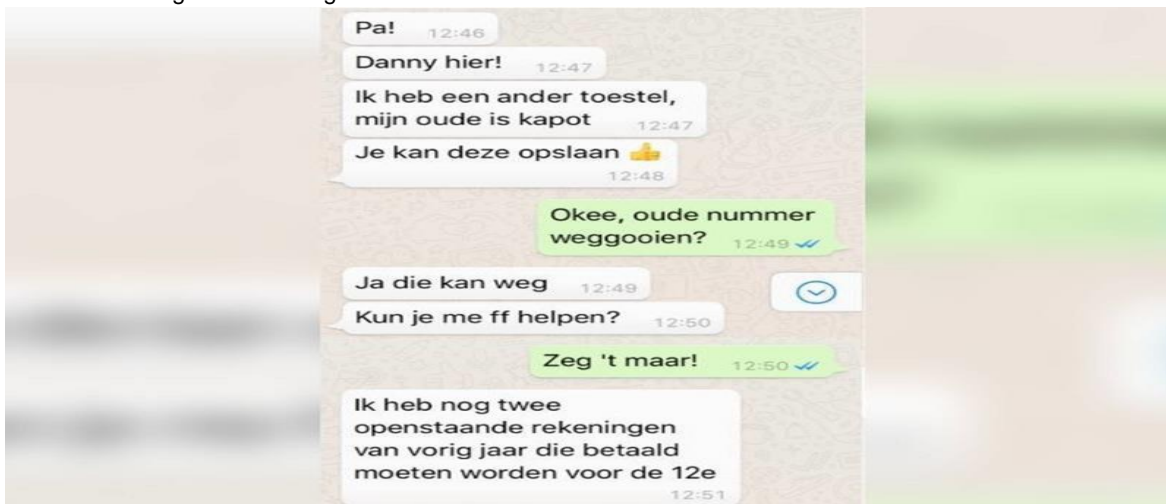 Pa! 12:46
Danny hier! 12:47
Ik heb een ander toestel,
mijn oude is kapot 12:47
Je kan deze opslaan 👍
12:48
Okee, oude nummer
weggooien? 12:49
Ja die kan weg 12:49
Kun je me ff helpen? 12:50
Zeg 't maar! 12:50
Ik heb nog twee
openstaande rekeningen
van vorig jaar die betaald
moeten worden voor de 12e
12:51